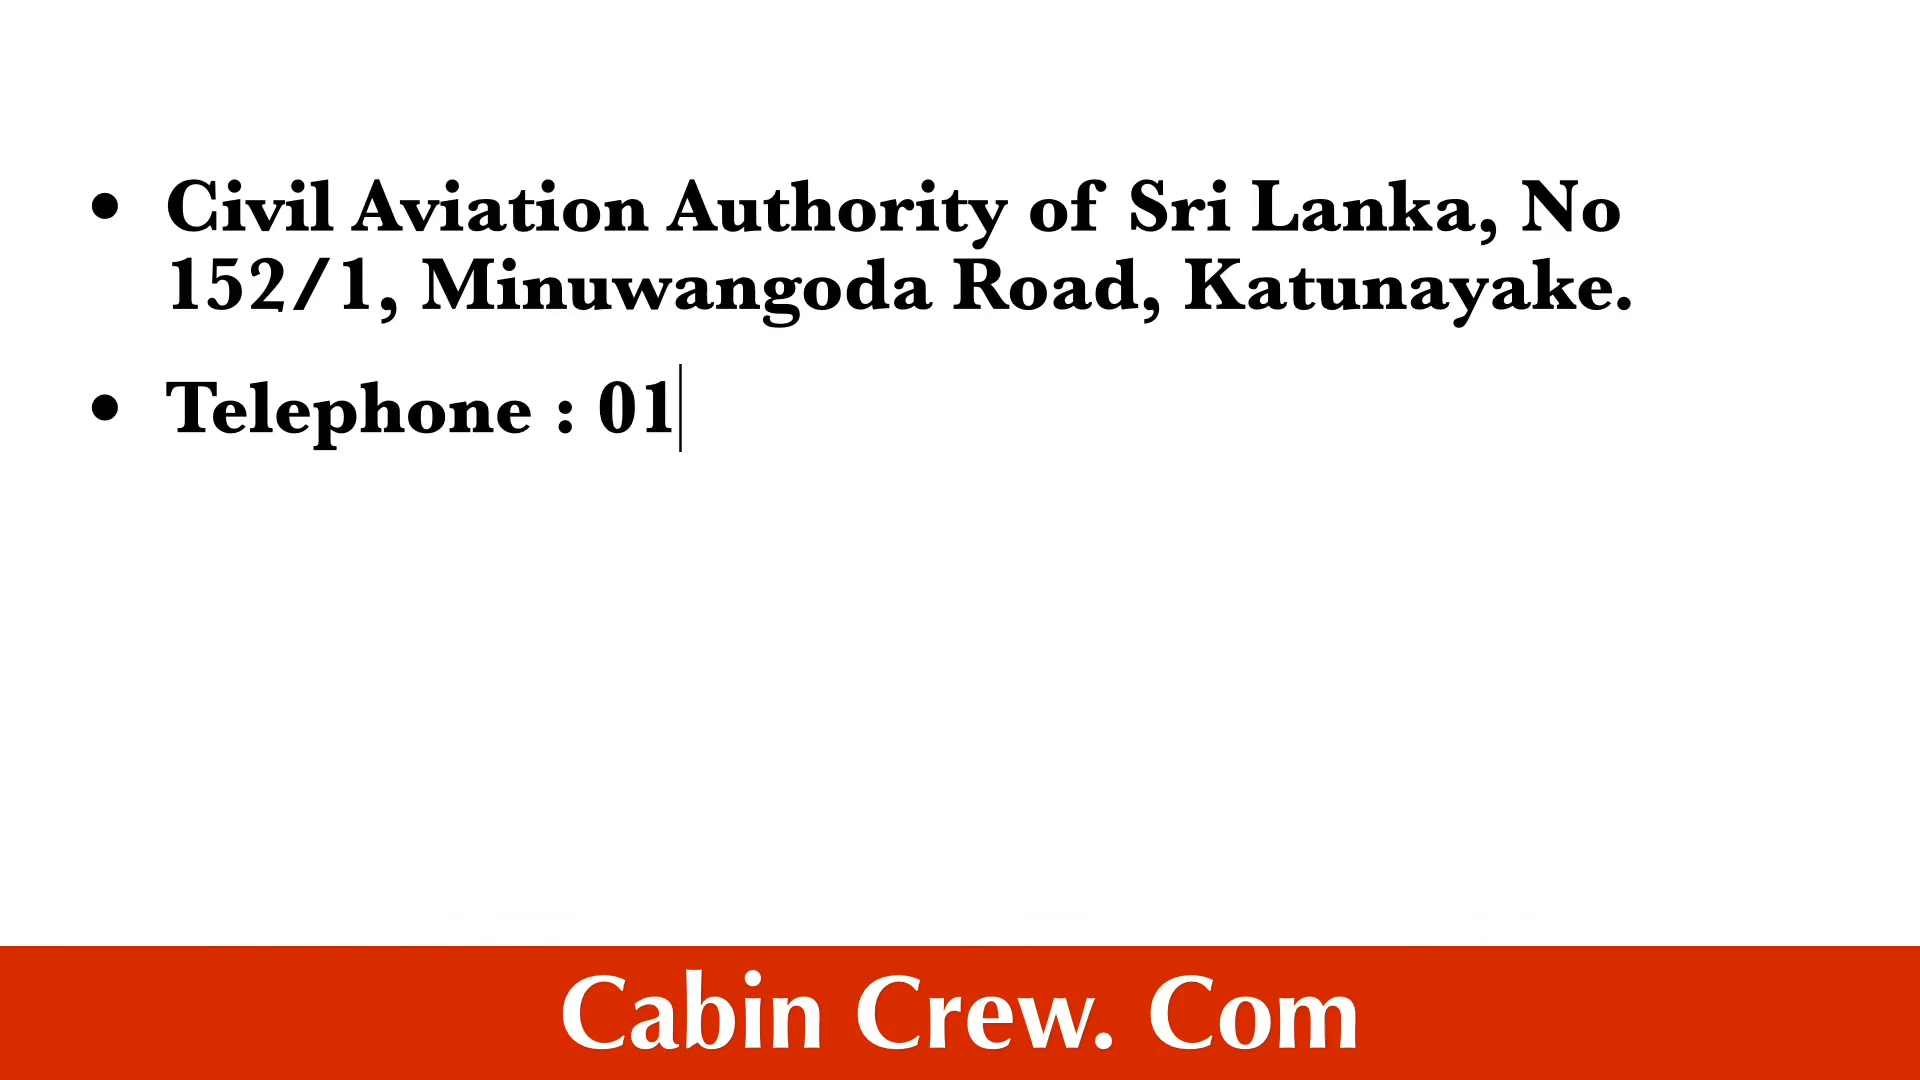 • Civil Aviation Authority of Sri Lanka, No
152/1, Minuwangoda Road, Katunayake.
• Telephone : 01
Cabin Crew. Com